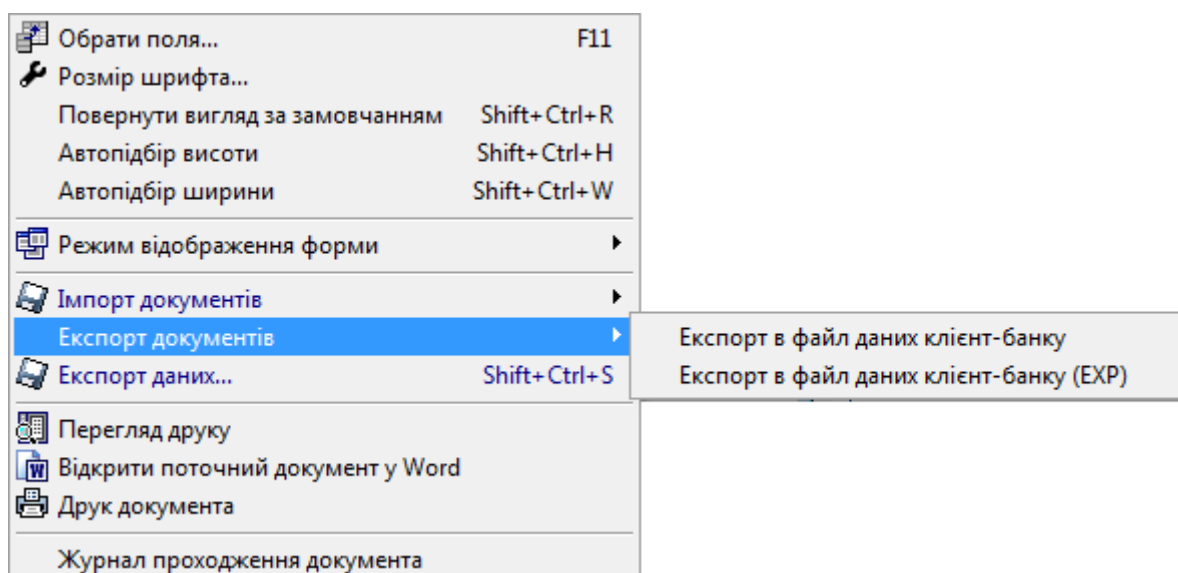 Обрати поля... F11
Розмір шрифта...
Повернути вигляд за замовчанням Shift+Ctrl+R
Автопідбір висоти Shift+Ctrl+H
Автопідбір ширини Shift+Ctrl+W
Режим відображення форми
Імпорт документів
Експорт документів Експорт в файл даних клієнт-банку
Експорт даних... Shift+Ctrl+S Експорт в файл даних клієнт-банку (EXP)
Перегляд друку
Відкрити поточний документ у Word
Друк документа
Журнал проходження документа